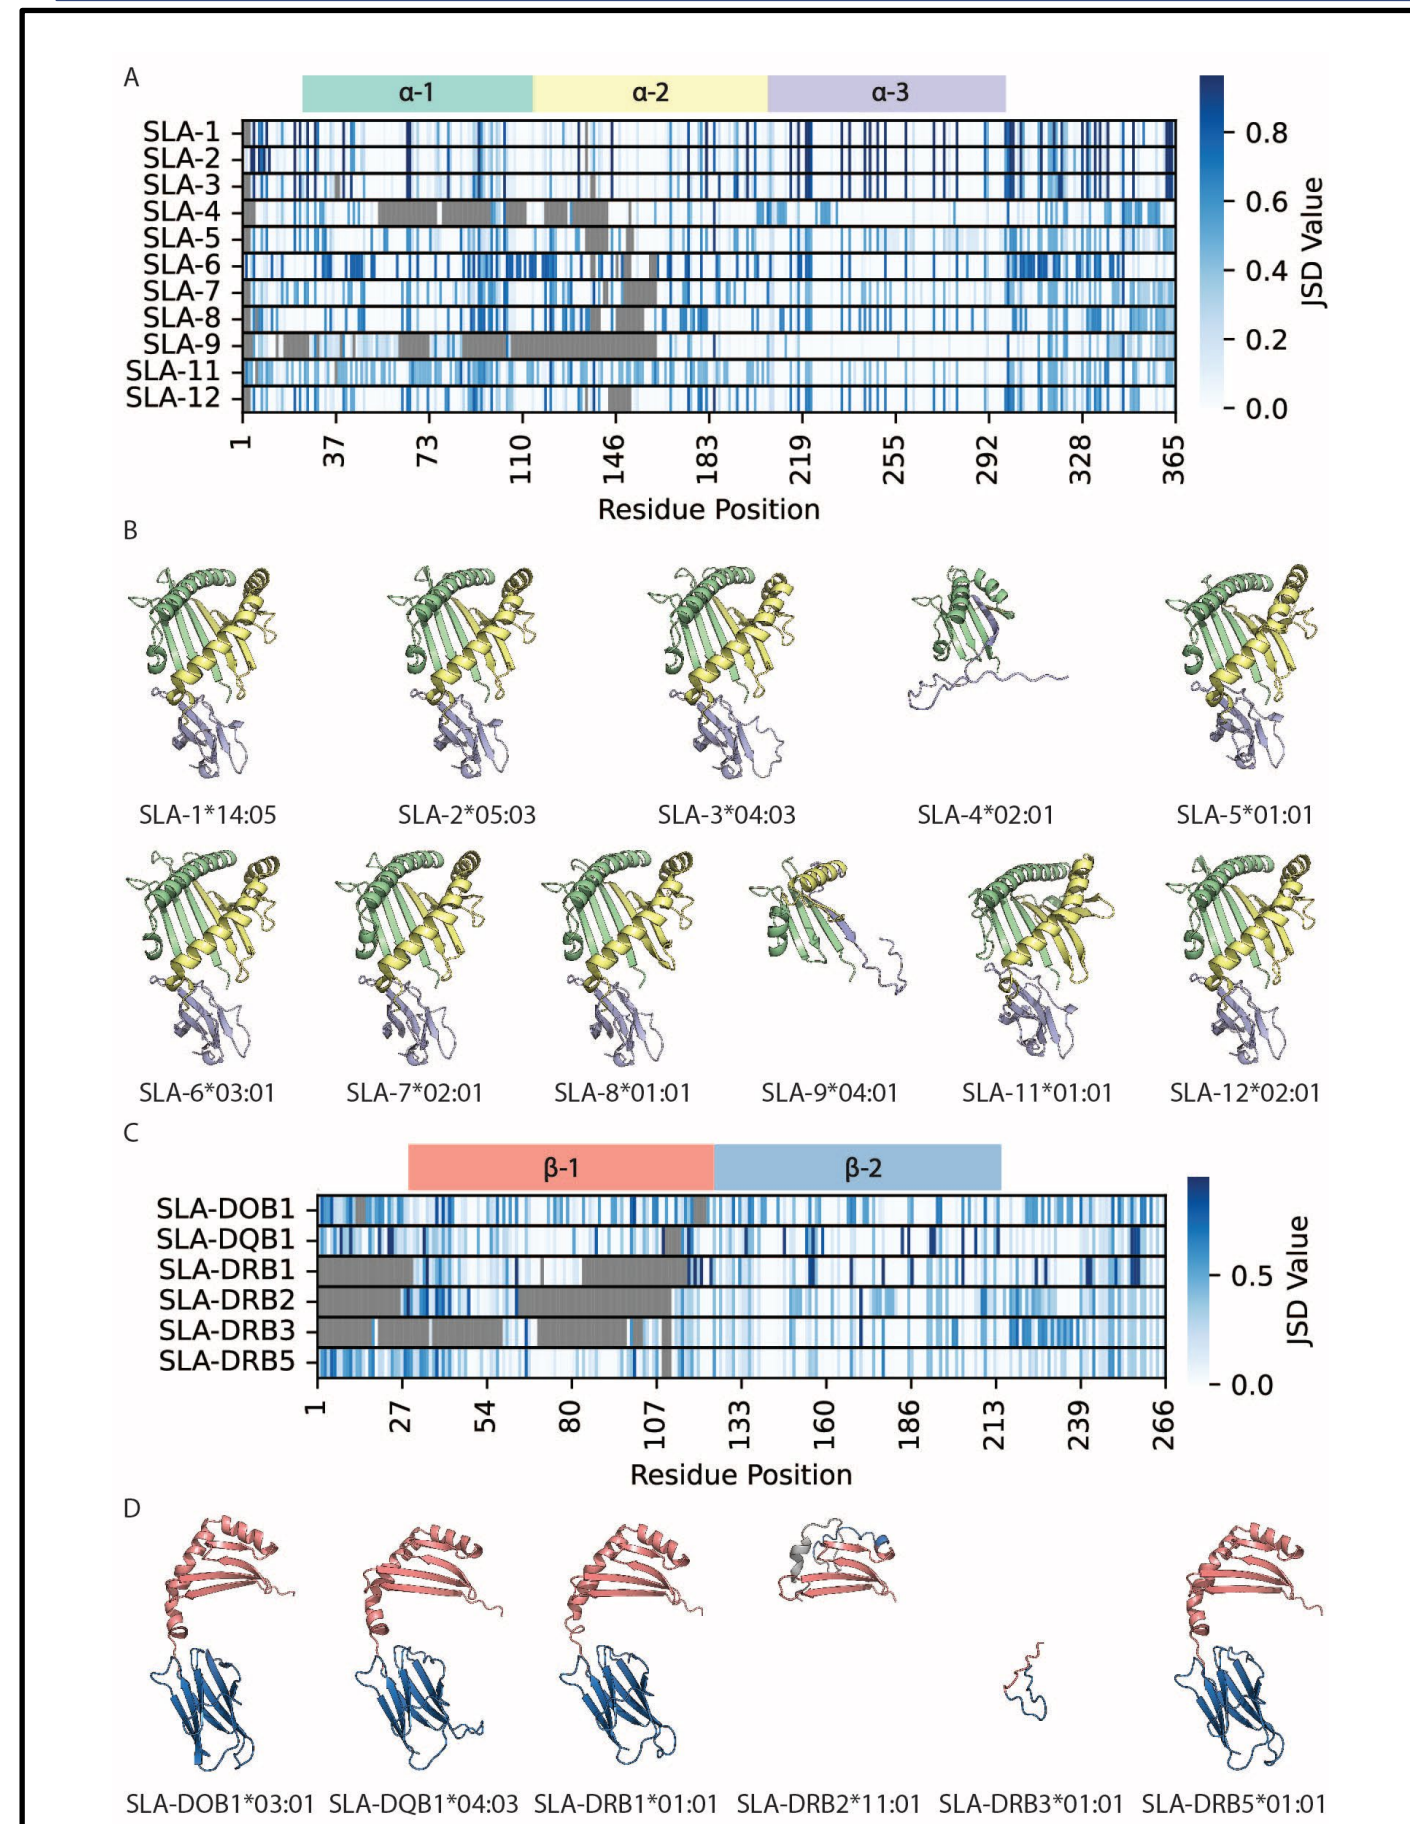 A
α-1 α-2 α-3
SLA-1
SLA-2
SLA-3
SLA-4
SLA-5
SLA-6
SLA-7
SLA-8
SLA-9
SLA-11
SLA-12
1 37 73 110 146 183 219 255 292 328 365
Residue Position
0.8
0.6
0.4
0.2
0.0
JSD Value
B
SLA-1*14:05 SLA-2*05:03 SLA-3*04:03 SLA-4*02:01 SLA-5*01:01
SLA-6*03:01 SLA-7*02:01 SLA-8*01:01 SLA-9*04:01 SLA-11*01:01 SLA-12*02:01
C
β-1 β-2
SLA-DOB1
SLA-DQB1
SLA-DRB1
SLA-DRB2
SLA-DRB3
SLA-DRB5
1 27 54 80 107 133 160 186 213 239 266
Residue Position
0.5
0.0
JSD Value
D
SLA-DOB1*03:01 SLA-DQB1*04:03 SLA-DRB1*01:01 SLA-DRB2*11:01 SLA-DRB3*01:01 SLA-DRB5*01:01